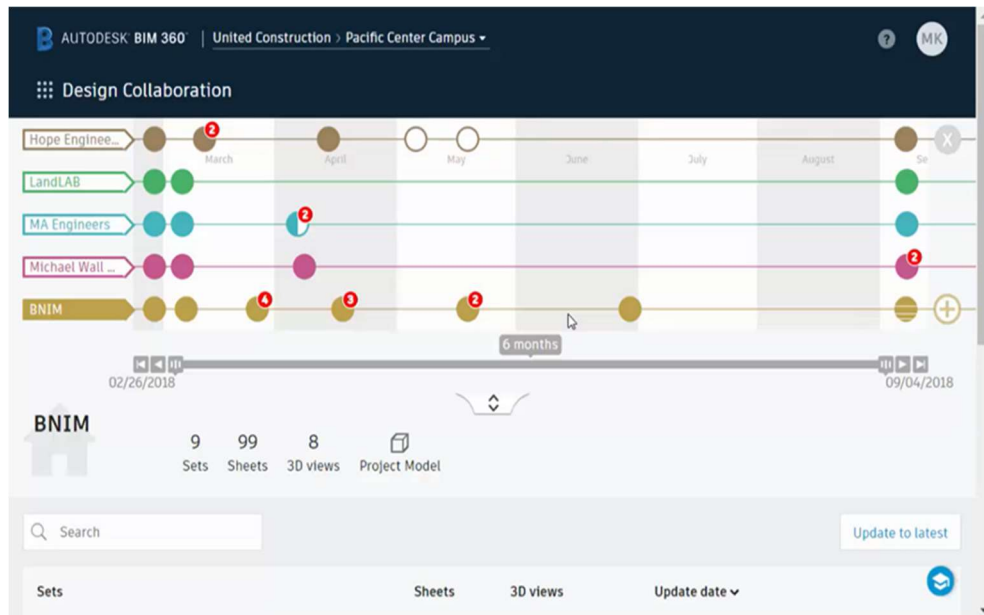 AUTODESK® BIM 360™ | United Construction > Pacific Center Campus
? MK
Design Collaboration
Hope Enginee... 2 X
March April May June July August Se
LandLAB
MA Engineers 2
Michael Wall ... 2
BNIM 4 3 2
6 months
02/26/2018 09/04/2018
BNIM
9 99 8
Sets Sheets 3D views Project Model
Search Update to latest
Sets Sheets 3D views Update date